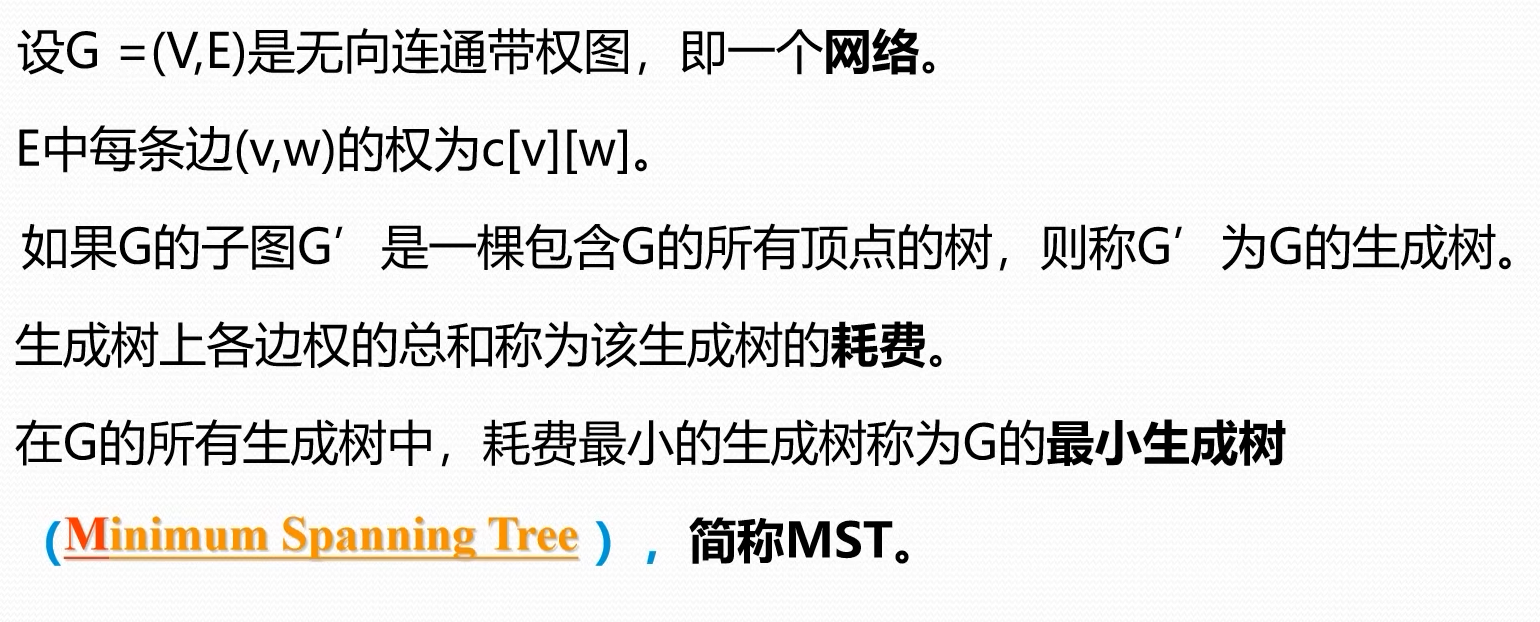 设G =(V,E)是无向连通带权图，即一个网络。
E中每条边(v,w)的权为c[v][w]。
如果G的子图G’是一棵包含G的所有顶点的树，则称G’为G的生成树。
生成树上各边权的总和称为该生成树的耗费。
在G的所有生成树中，耗费最小的生成树称为G的最小生成树
（Minimum Spanning Tree ），简称MST。